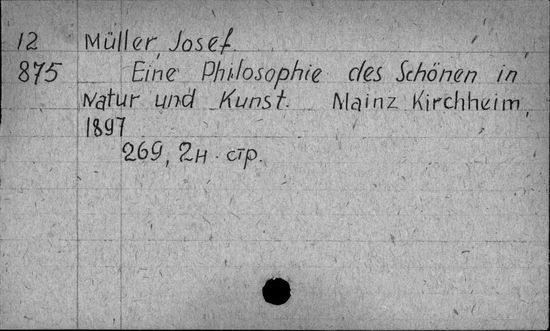 12 Müller, Josef.
875 Eine Philosophie des Schönen in
Natur und Kunst. Mainz Kirchheim,
1897
269, 2н. стр.